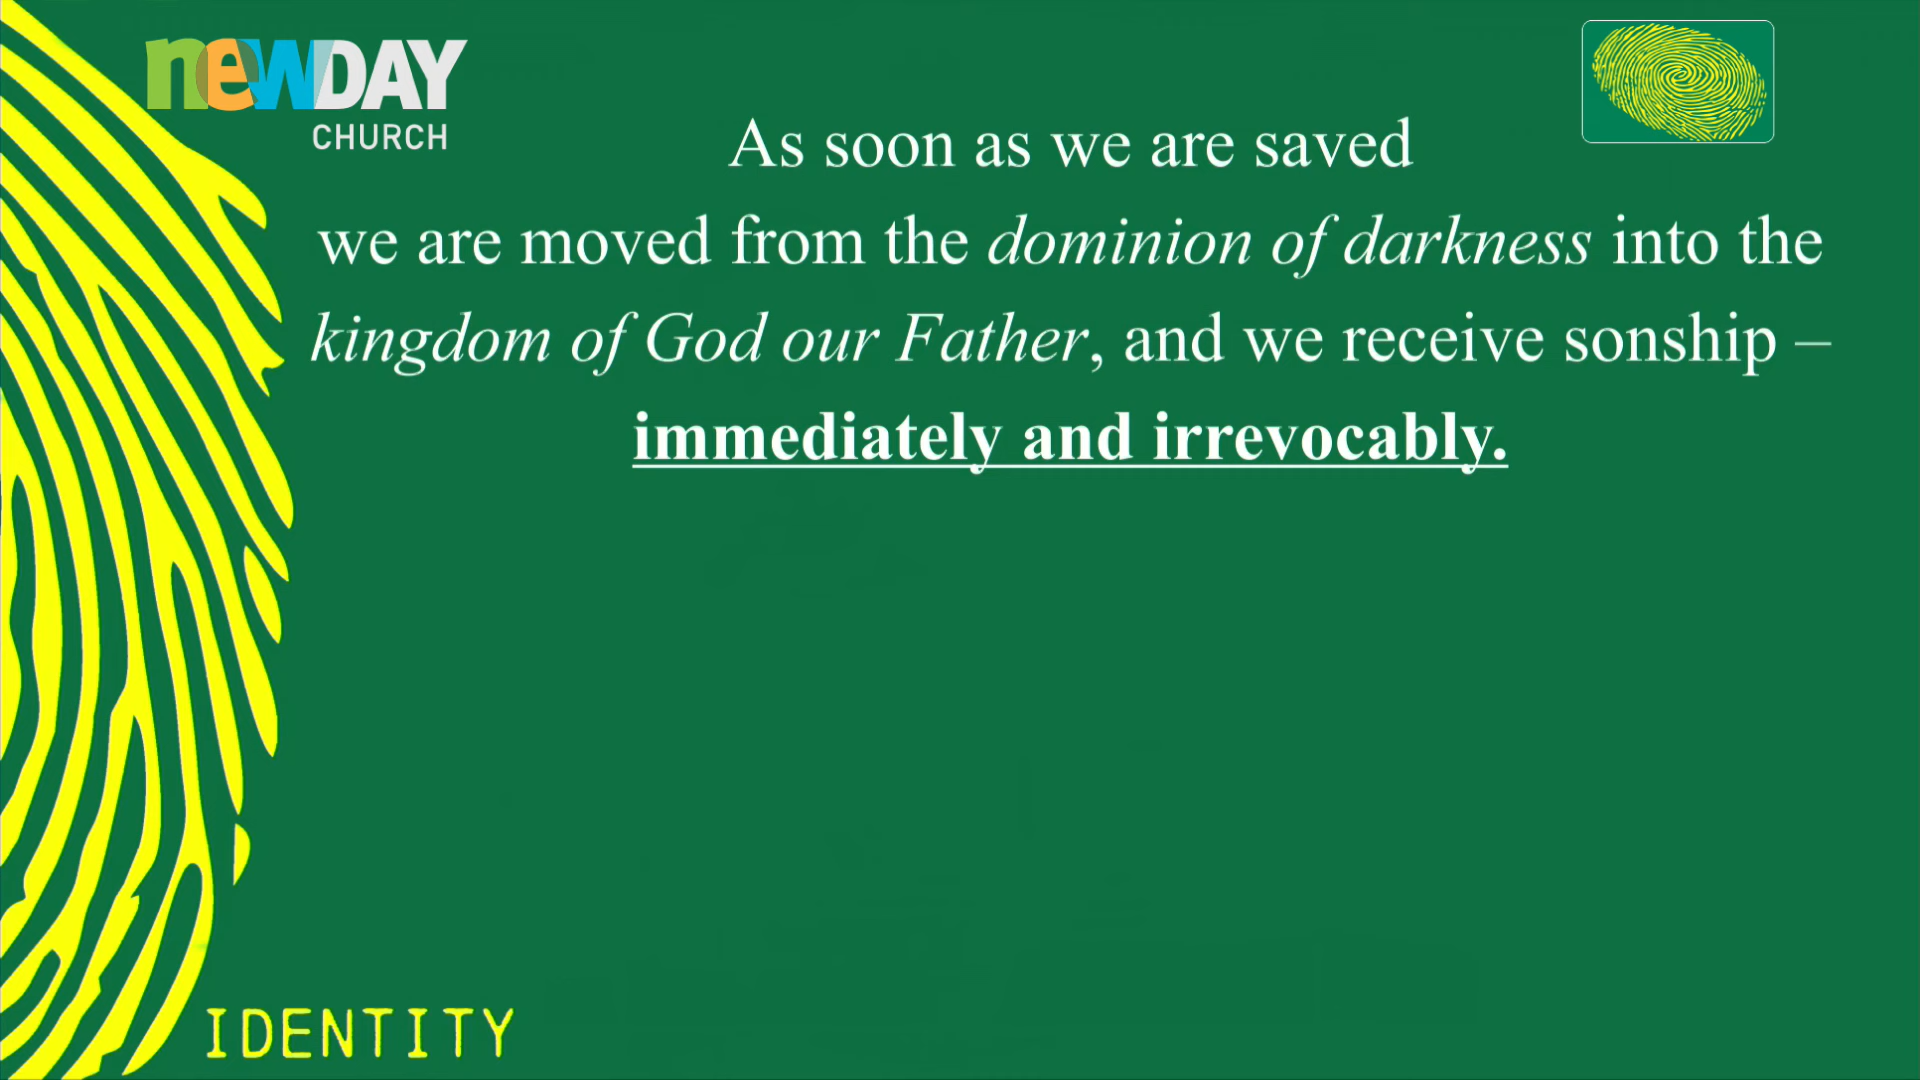 newDAY
CHURCH
As soon as we are saved
we are moved from the dominion of darkness into the
kingdom of God our Father, and we receive sonship –
immediately and irrevocably.
IDENTITY